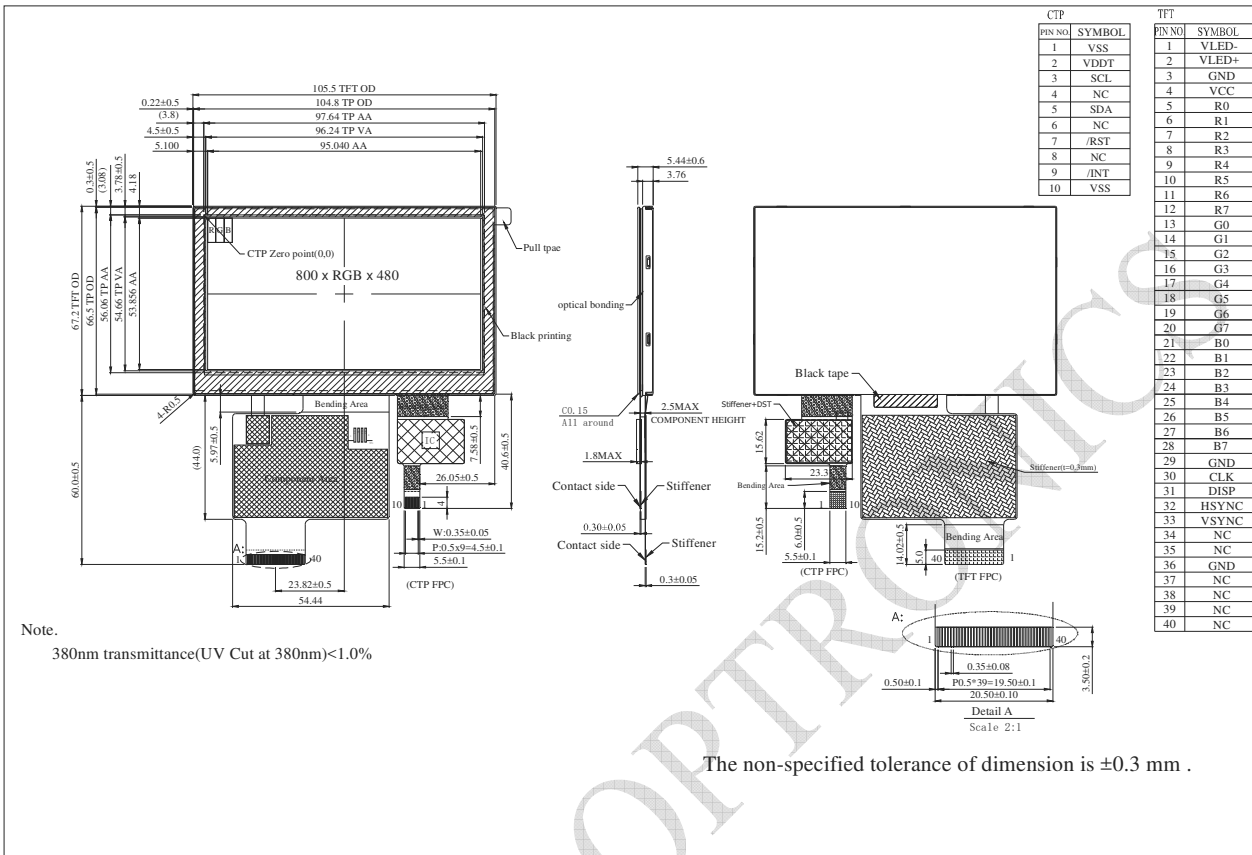 CTP
PIN NO. SYMBOL
1 VSS
2 VDDT
3 SCL
4 NC
5 SDA
6 NC
7 /RST
8 NC
9 /INT
10 VSS
TFT
PIN NO. SYMBOL
1 VLED-
2 VLED+
3 GND
4 VCC
5 R0
6 R1
7 R2
8 R3
9 R4
10 R5
11 R6
12 R7
13 G0
14 G1
15 G2
16 G3
17 G4
18 G5
19 G6
20 G7
21 B0
22 B1
23 B2
24 B3
25 B4
26 B5
27 B6
28 B7
29 GND
30 CLK
31 DISP
32 HSYNC
33 VSYNC
34 NC
35 NC
36 GND
37 NC
38 NC
39 NC
40 NC
105.5 TFT OD
0.22±0.5
104.8 TP OD
(3.8)
97.64 TP AA
4.5±0.5
96.24 TP VA
5.100
95.040 AA
0.3±0.5
(3.08)
3.78±0.5
4.18
67.2 TFT OD
66.5 TP OD
56.06 TP AA
54.66 TP VA
53.856 AA
R G B
CTP Zero point(0,0)
800 x RGB x 480
Pull tpae
Black printing
4-R0.5
Bending Area
IC
60.0±0.5
(44.0)
5.97±0.5
7.58±0.5
40.6±0.5
Component Area
26.05±0.5
10 1
4
W:0.35±0.05
P:0.5x9=4.5±0.1
5.5±0.1
(CTP FPC)
A:
1 40
23.82±0.5
54.44
5.44±0.6
3.76
optical bonding
C0.15
All around
2.5MAX
COMPONENT HEIGHT
1.8MAX
Contact side
Stiffener
0.30±0.05
Contact side
Stiffener
0.3±0.05
Black tape
Stiffener+DST
15.62
23.3
Bending Area
1 10
15.2±0.5
6.0±0.5
5.5±0.1
(CTP FPC)
Stiffener(t=0.3mm)
Bending Area
14.02±0.5
5.0
40 1
(TFT FPC)
A:
1 40
0.35±0.08
0.50±0.1
P0.5*39=19.50±0.1
20.50±0.10
3.50±0.2
Detail A
Scale 2:1
Note.
380nm transmittance(UV Cut at 380nm)<1.0%
The non-specified tolerance of dimension is ±0.3 mm .
OPTRONICS